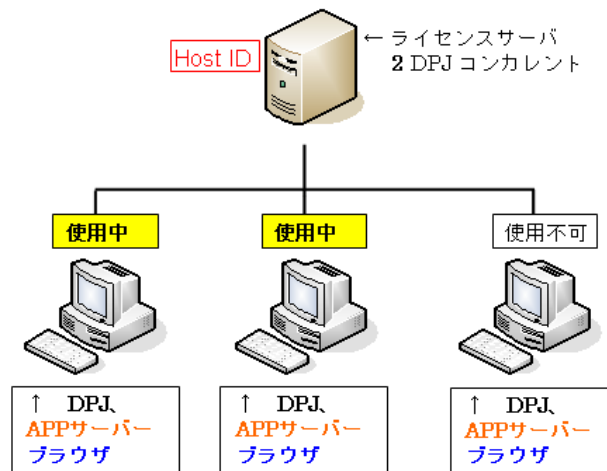 Host ID
← ライセンスサーバ
2 DPJ コンカレント
使用中
使用中
使用不可
↑ DPJ、
APPサーバー
ブラウザ
↑ DPJ、
APPサーバー
ブラウザ
↑ DPJ、
APPサーバー
ブラウザ